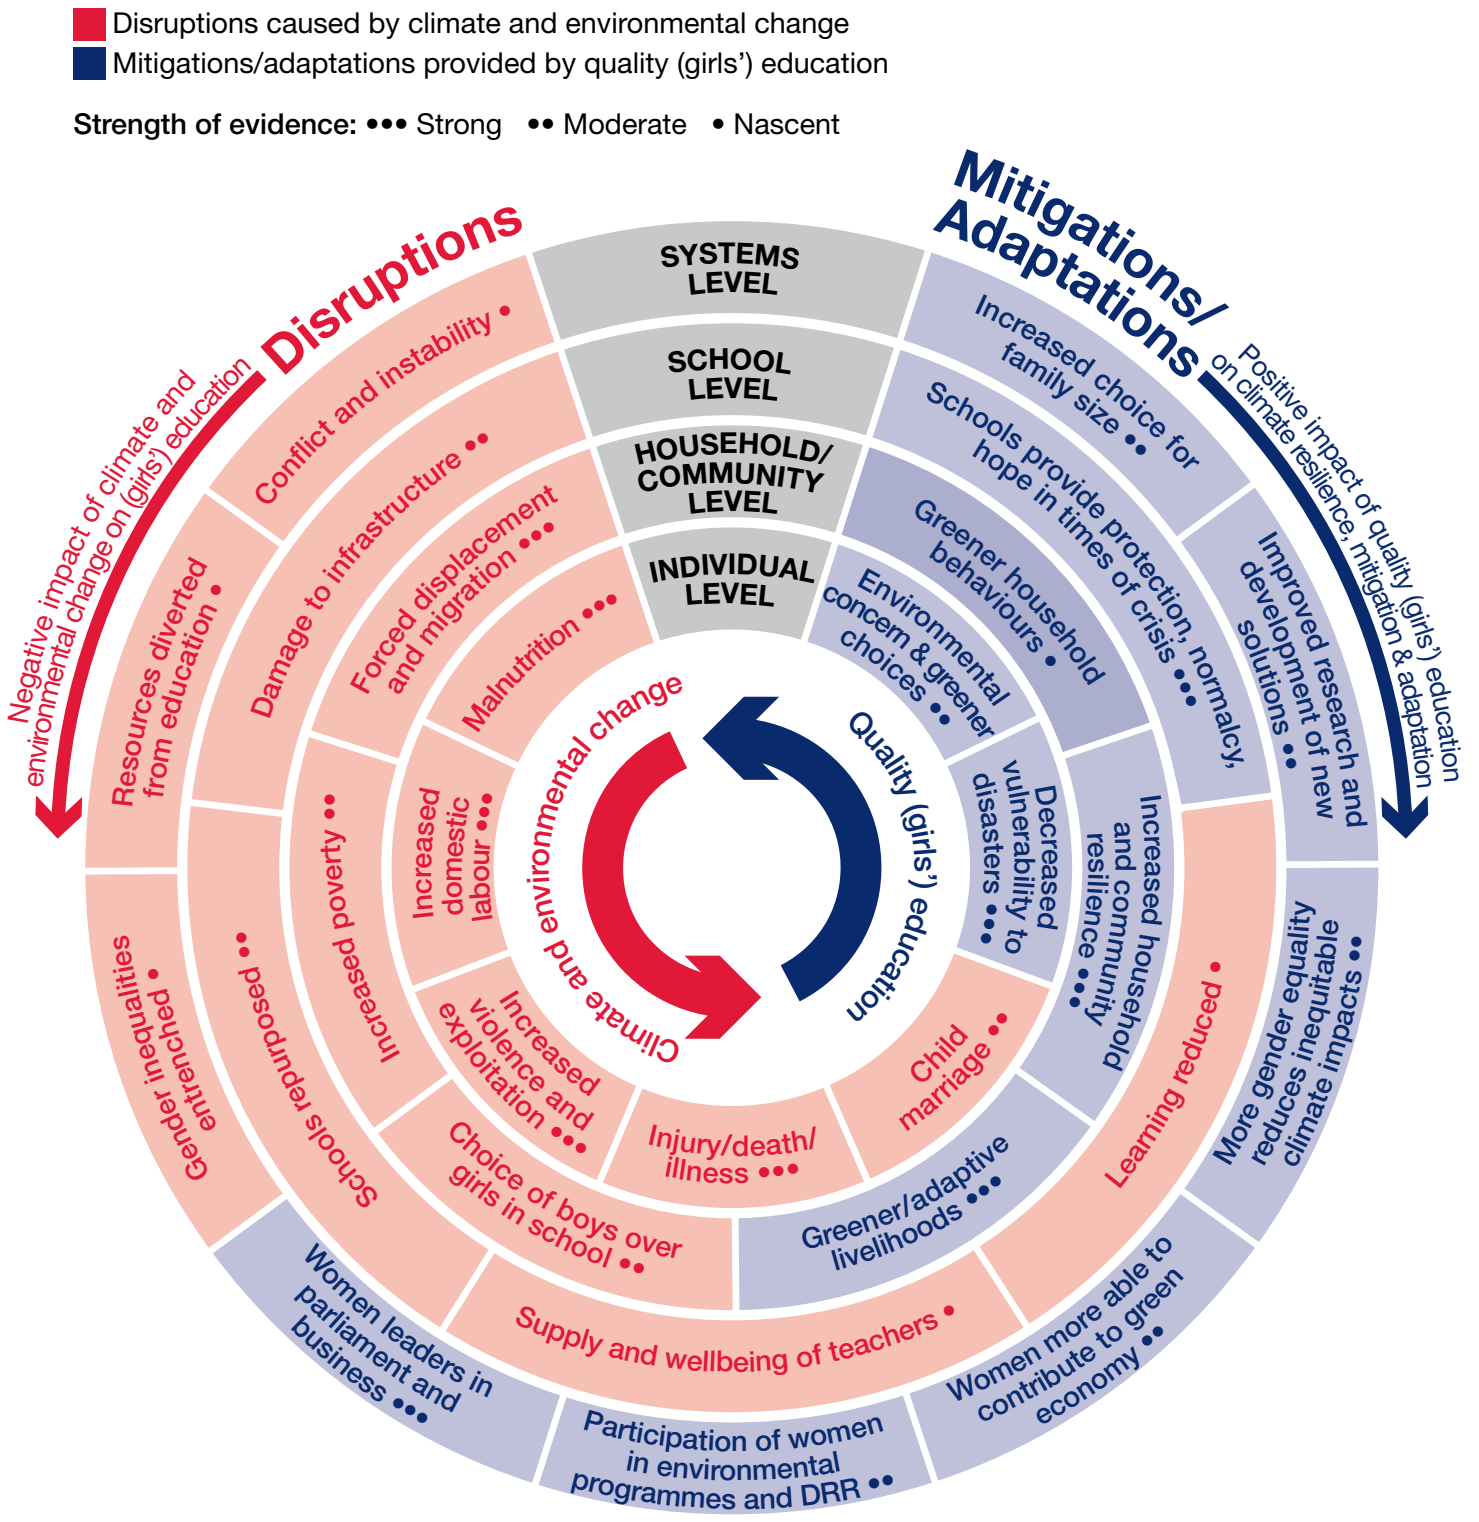 Disruptions caused by climate and environmental change
Mitigations/adaptations provided by quality (girls’) education
Strength of evidence: ••• Strong •• Moderate • Nascent
Disruptions
Negative impact of climate and
environmental change on (girls’) education
Mitigations/
Adaptations
Positive impact of quality (girls’) education
on climate resilience, mitigation & adaptation
SYSTEMS
LEVEL
SCHOOL
LEVEL
HOUSEHOLD/
COMMUNITY
LEVEL
INDIVIDUAL
LEVEL
Conflict and instability •
Resources diverted
from education •
Gender inequalities
entrenched •
Damage to infrastructure ••
Schools repurposed ••
Supply and wellbeing of teachers •
Learning reduced •
Forced displacement
and migration •••
Increased poverty ••
Choice of boys over
girls in school ••
Malnutrition •••
Increased
domestic
labour •••
Increased
violence and
exploitation •••
Injury/death/
illness •••
Child
marriage ••
Increased choice for
family size ••
Improved research and
development of new
solutions ••
More gender equality
reduces inequitable
climate impacts ••
Women more able to
contribute to green
economy ••
Participation of women
in environmental
programmes and DRR ••
Women leaders in
parliament and
business •••
Schools provide protection, normalcy,
hope in times of crisis •••
Greener household
behaviours •
Increased household
and community
resilience •••
Greener/adaptive
livelihoods •••
Environmental
concern & greener
choices ••
Decreased
vulnerability to
disasters •••
Climate and environmental change
Quality (girls’) education